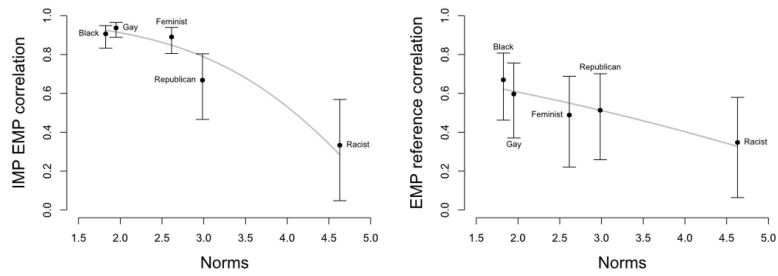 IMP EMP correlation
1.0
0.8
0.6
0.4
0.2
0.0
Black
Gay
Feminist
Republican
Racist
1.5 2.0 2.5 3.0 3.5 4.0 4.5 5.0
Norms
EMP reference correlation
1.0
0.8
0.6
0.4
0.2
0.0
Black
Gay
Feminist
Republican
Racist
1.5 2.0 2.5 3.0 3.5 4.0 4.5 5.0
Norms